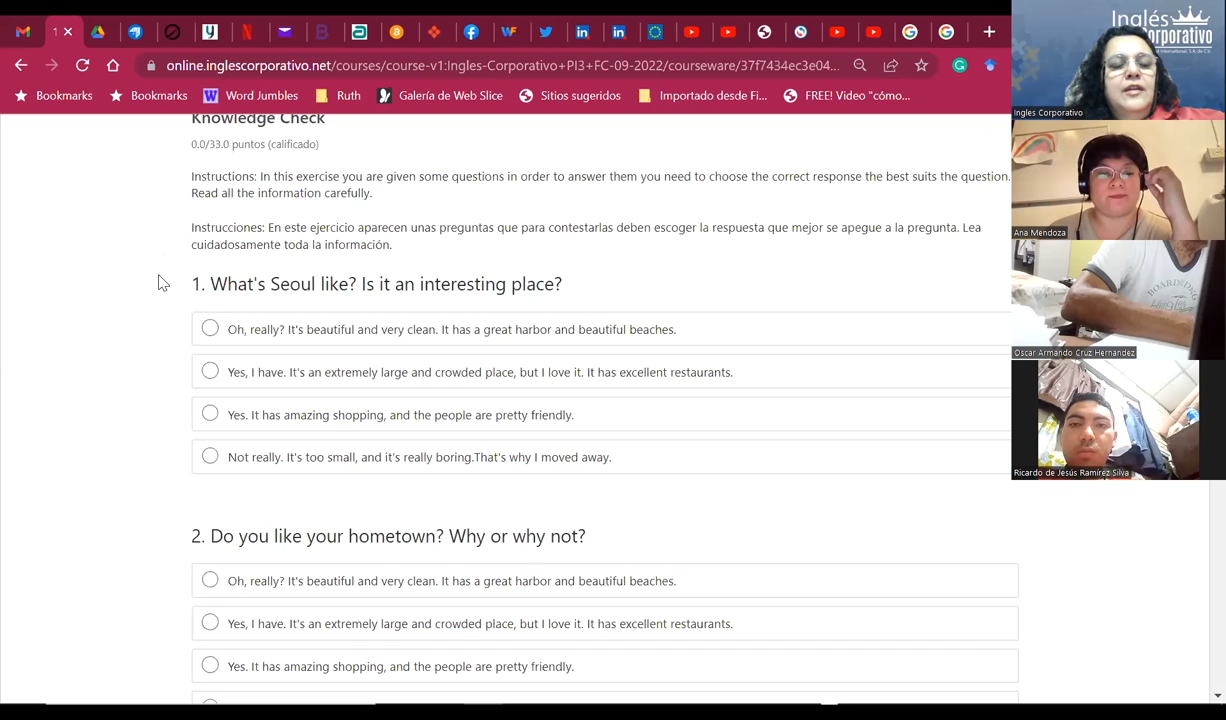 1
online.inglescorporativo.net/courses/course-v1:Ingles-Corporativo+PI3+FC-09-2022/courseware/37f7434ec3e04...
Bookmarks
Bookmarks
Word Jumbles
Ruth
Galería de Web Slice
Sitios sugeridos
Importado desde Fi...
FREE! Video "cómo...
Knowledge Check
0.0/33.0 puntos (calificado)
Instructions: In this exercise you are given some questions in order to answer them you need to choose the correct response the best suits the question.
Read all the information carefully.
Instrucciones: En este ejercicio aparecen unas preguntas que para contestarlas deben escoger la respuesta que mejor se apegue a la pregunta. Lea
cuidadosamente toda la información.
1. What's Seoul like? Is it an interesting place?
Oh, really? It's beautiful and very clean. It has a great harbor and beautiful beaches.
Yes, I have. It's an extremely large and crowded place, but I love it. It has excellent restaurants.
Yes. It has amazing shopping, and the people are pretty friendly.
Not really. It's too small, and it's really boring.That's why I moved away.
2. Do you like your hometown? Why or why not?
Oh, really? It's beautiful and very clean. It has a great harbor and beautiful beaches.
Yes, I have. It's an extremely large and crowded place, but I love it. It has excellent restaurants.
Yes. It has amazing shopping, and the people are pretty friendly.
Inglés
Ingles Corporativo
Ana Mendoza
Oscar Armando Cruz Hernandez
Ricardo de Jesús Ramírez Silva